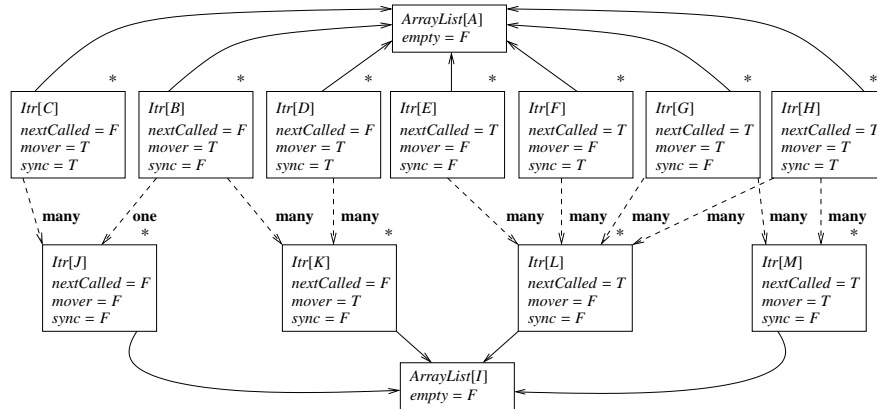 ArrayList[A]
empty = F
* * * * * * *
Itr[C]
nextCalled = F
mover = T
sync = T
Itr[B]
nextCalled = F
mover = T
sync = F
Itr[D]
nextCalled = F
mover = T
sync = T
Itr[E]
nextCalled = T
mover = F
sync = F
Itr[F]
nextCalled = T
mover = F
sync = T
Itr[G]
nextCalled = T
mover = T
sync = F
Itr[H]
nextCalled = T
mover = T
sync = T
many one many many many many many many many many
* * * *
Itr[J]
nextCalled = F
mover = F
sync = F
Itr[K]
nextCalled = F
mover = T
sync = F
Itr[L]
nextCalled = T
mover = F
sync = F
Itr[M]
nextCalled = T
mover = T
sync = F
ArrayList[I]
empty = F